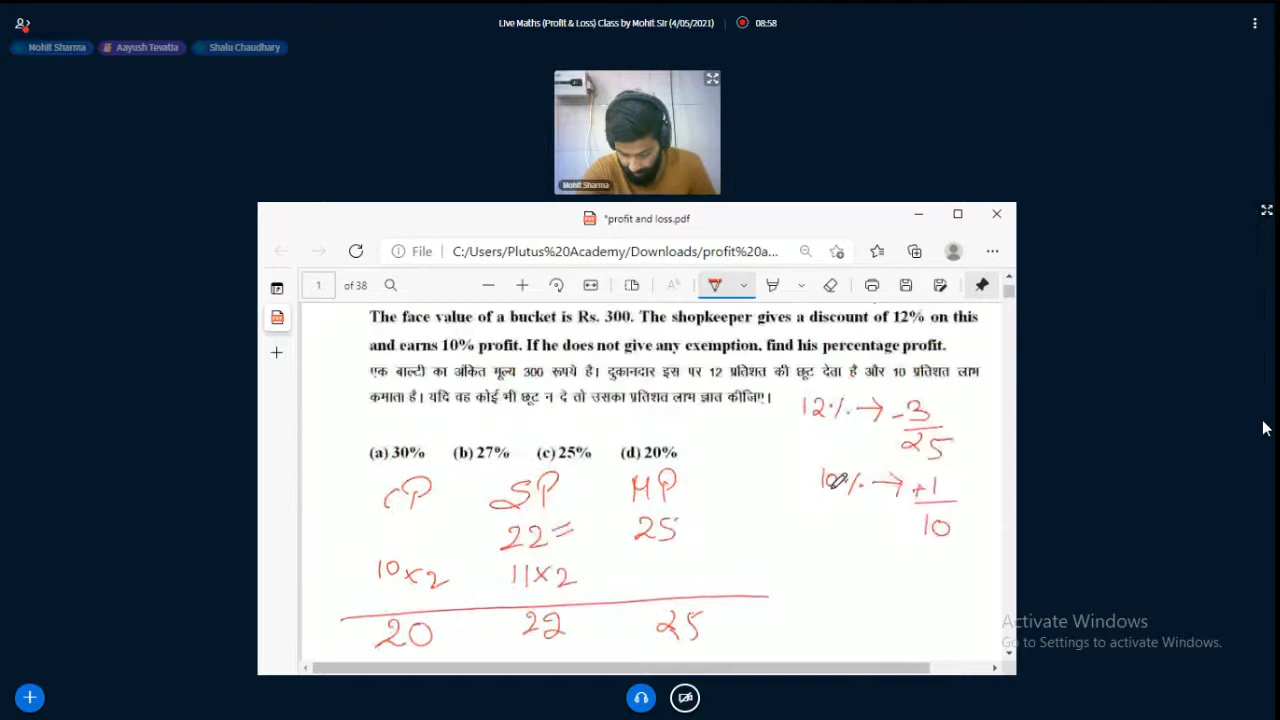 Live Maths (Profit & Loss) Class by Mohit Sir (4/05/2021) 08:58
Mohit Sharma Aayush Tevatia Shalu Chaudhary
Mohit Sharma
*profit and loss.pdf
File C:/Users/Plutus%20Academy/Downloads/profit%20a...
1 of 38
The face value of a bucket is Rs. 300. The shopkeeper gives a discount of 12% on this
and earns 10% profit. If he does not give any exemption, find his percentage profit.
एक बाल्टी का अंकित मूल्य 300 रूपये है। दुकानदार इस पर 12 प्रतिशत की छूट देता है और 10 प्रतिशत लाभ
कमाता है। यदि वह कोई भी छूट न दे तो उसका प्रतिशत लाभ ज्ञात कीजिए।
12% → -3/25
(a) 30% (b) 27% (c) 25% (d) 20%
CP SP MP
10% → +1/10
22= 25
10×2 11×2
20 22 25
Activate Windows
Go to Settings to activate Windows.